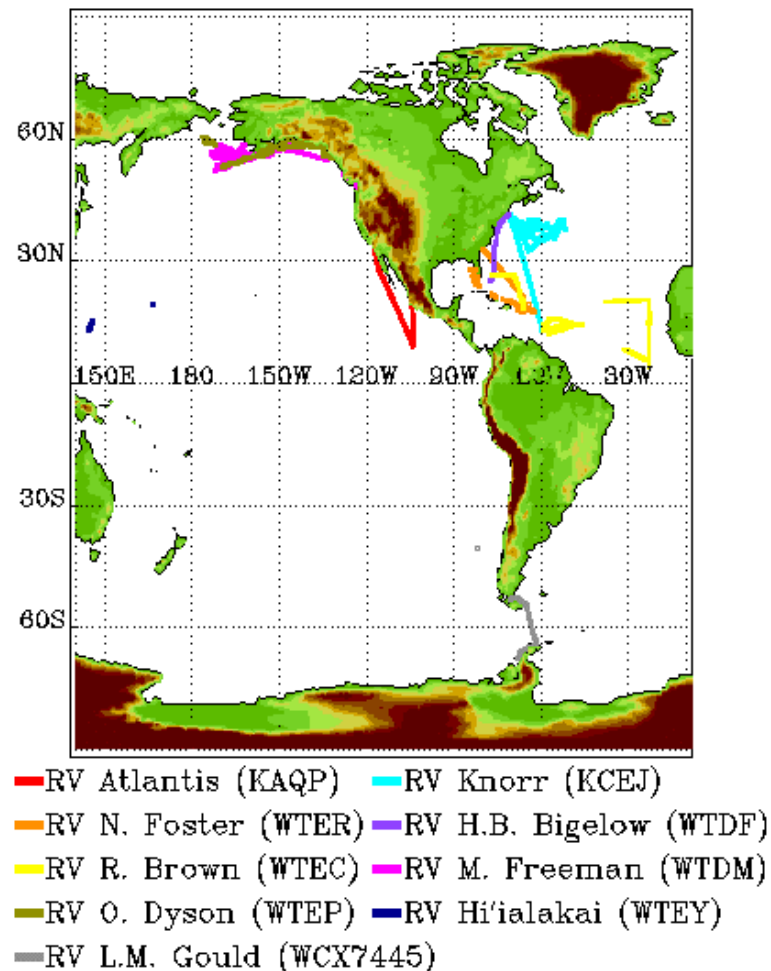 60N
30N
150E 180 150W 120W 90W 30W
30S
60S
RV Atlantis (KAQP) RV Knorr (KCEJ)
RV N. Foster (WTER) RV H.B. Bigelow (WTDF)
RV R. Brown (WTEC) RV M. Freeman (WTDM)
RV O. Dyson (WTEP) RV Hi'ialakai (WTEY)
RV L.M. Gould (WCX7445)